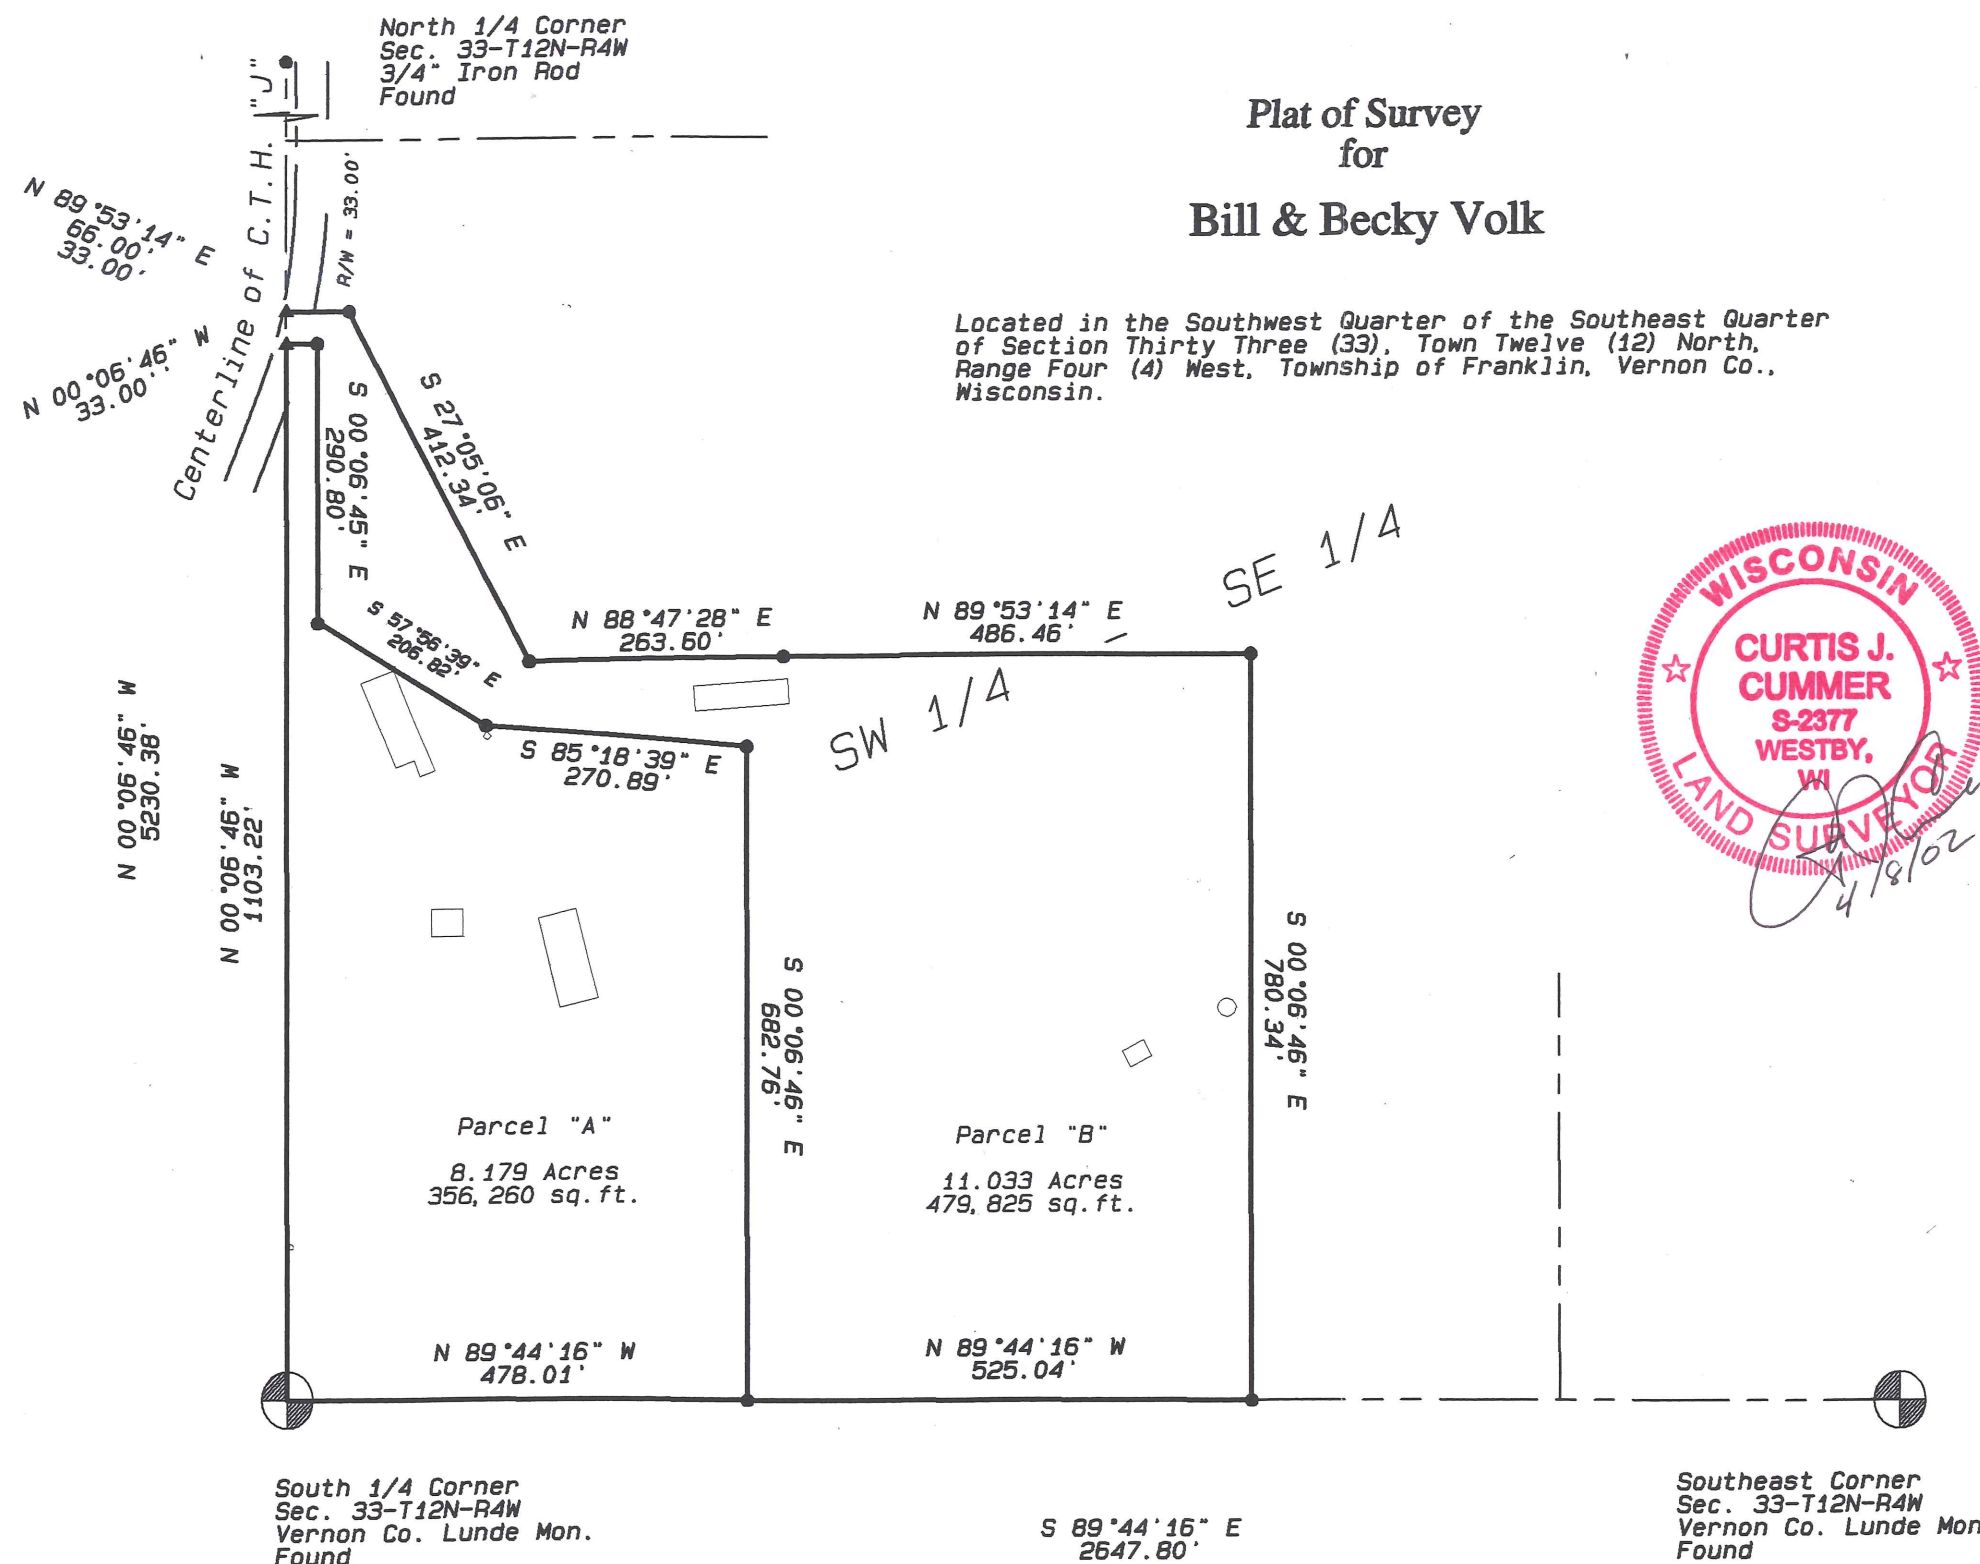 North 1/4 Corner
Sec. 33-T12N-R4W
3/4" Iron Rod
Found
Plat of Survey
for
Bill & Becky Volk
Located in the Southwest Quarter of the Southeast Quarter
of Section Thirty Three (33), Town Twelve (12) North,
Range Four (4) West, Township of Franklin, Vernon Co.,
Wisconsin.
Centerline of C.T.H. "J"
R/W = 33.00'.
N 89°53'14" E
66.00'
33.00'
N 00°06'46" W
33.00''
S 00°06'45" E
290.80'
S 27°05'06" E
412.34'
S 57°56'39" E
206.82'
N 88°47'28" E
263.60'
N 89°53'14" E
486.46'
SE 1/4
SW 1/4
S 85°18'39" E
270.89'
WISCONSIN
CURTIS J.
CUMMER
S-2377
WESTBY,
WI
LAND SURVEYOR
4/8/02
N 00°06'46" W
5230.38'
N 00°06'46" W
1103.22'
S 00°06'46" E
682.76'
S 00°06'46" E
780.34'
Parcel "A"
8.179 Acres
356,260 sq.ft.
Parcel "B"
11.033 Acres
479,825 sq.ft.
N 89°44'16" W
478.01'
N 89°44'16" W
525.04'
South 1/4 Corner
Sec. 33-T12N-R4W
Vernon Co. Lunde Mon.
Found
S 89°44'16" E
2647.80'
Southeast Corner
Sec. 33-T12N-R4W
Vernon Co. Lunde Mon
Found